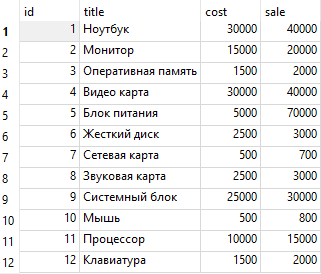 id title cost sale
1 1 Ноутбук 30000 40000
2 2 Монитор 15000 20000
3 3 Оперативная память 1500 2000
4 4 Видео карта 30000 40000
5 5 Блок питания 5000 70000
6 6 Жесткий диск 2500 3000
7 7 Сетевая карта 500 700
8 8 Звуковая карта 2500 3000
9 9 Системный блок 25000 30000
10 10 Мышь 500 800
11 11 Процессор 10000 15000
12 12 Клавиатура 1500 2000